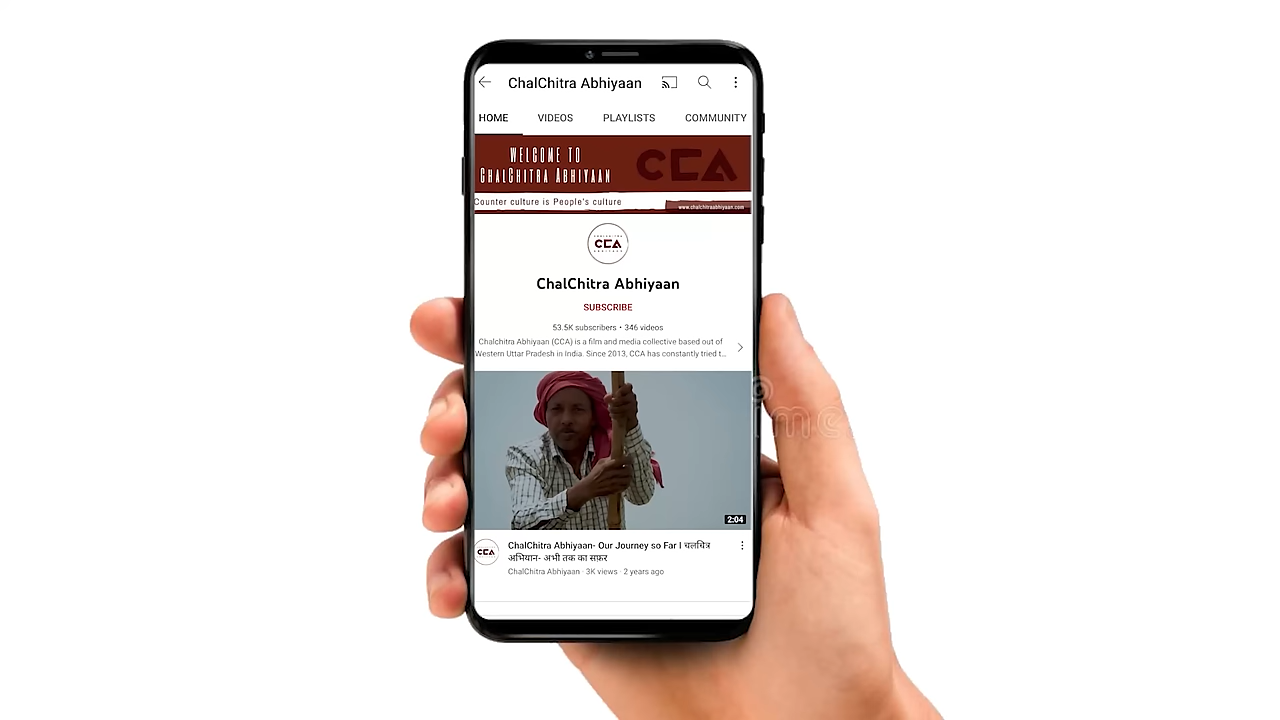 ChalChitra Abhiyaan
HOME VIDEOS PLAYLISTS COMMUNITY
WELCOME TO
CHALCHITRA ABHIYAAN
CCA
Counter culture is People's culture
www.chalchitraabhiyaan.com
CCA
ChalChitra Abhiyaan
SUBSCRIBE
53.5K subscribers • 346 videos
Chalchitra Abhiyaan (CCA) is a film and media collective based out of
Western Uttar Pradesh in India. Since 2013, CCA has constantly tried t...
2:04
CCA
ChalChitra Abhiyaan- Our Journey so Far I चलचित्र
अभियान- अभी तक का सफ़र
ChalChitra Abhiyaan · 3K views · 2 years ago